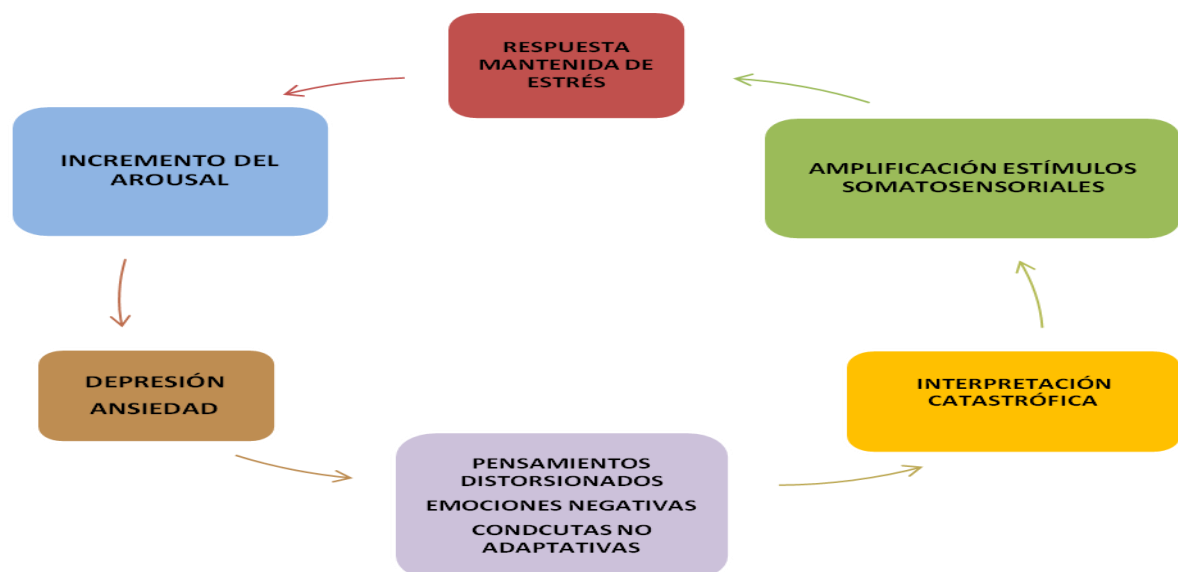 RESPUESTA
MANTENIDA DE
ESTRÉS
INCREMENTO DEL
AROUSAL
AMPLIFICACIÓN ESTÍMULOS
SOMATOSENSORIALES
DEPRESIÓN
ANSIEDAD
INTERPRETACIÓN
CATASTRÓFICA
PENSAMIENTOS
DISTORSIONADOS
EMOCIONES NEGATIVAS
CONDCUTAS NO
ADAPTATIVAS